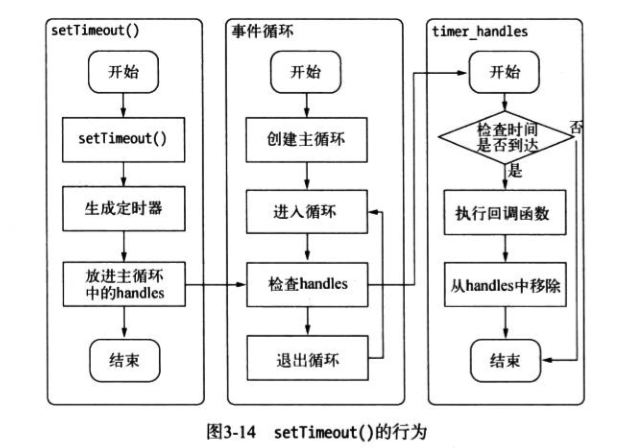 setTimeout()
开始
setTimeout()
生成定时器
放进主循环
中的handles
结束
事件循环
开始
创建主循环
进入循环
检查handles
退出循环
timer_handles
开始
检查时间
是否到达
否
是
执行回调函数
从handles中移除
结束
图3-14 setTimeout()的行为